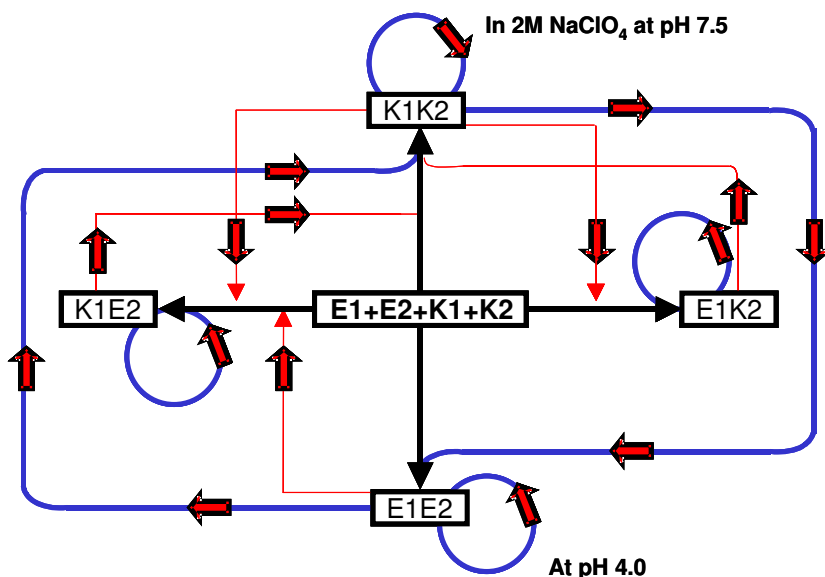 In 2M NaClO₄ at pH 7.5
K1K2
K1E2
E1+E2+K1+K2
E1K2
E1E2
At pH 4.0